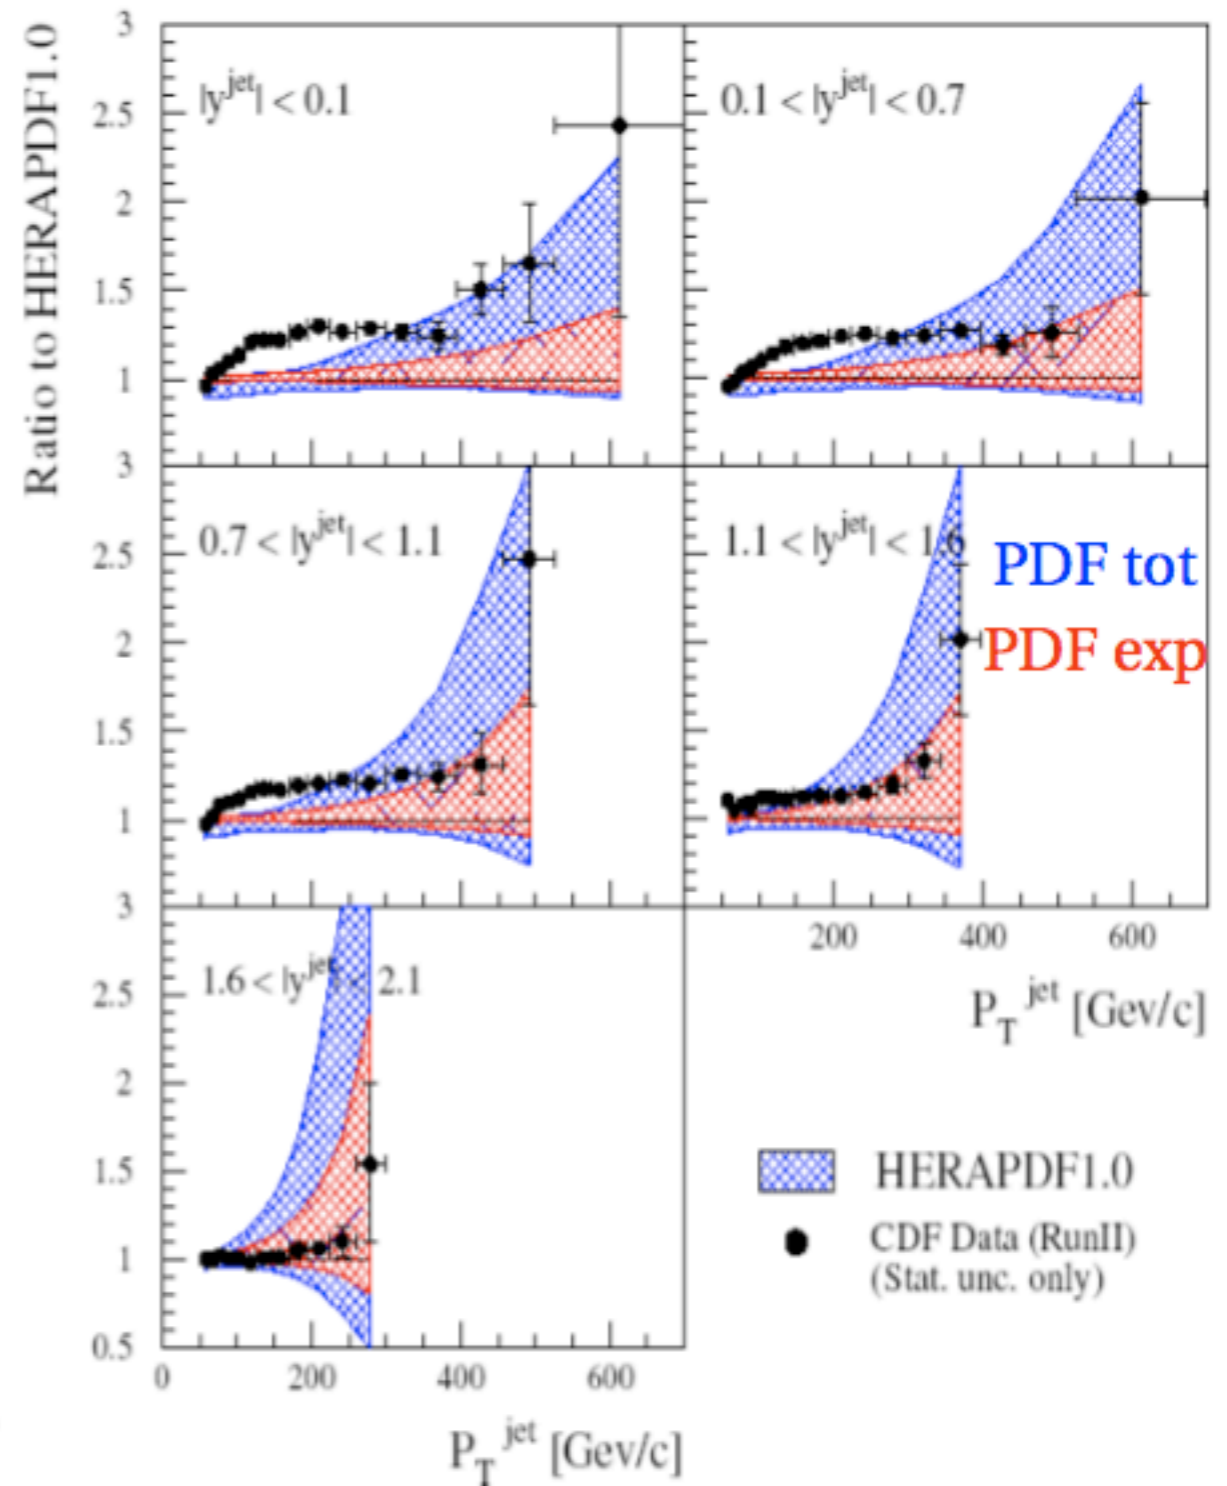 Ratio to HERAPDF1.0
3
2.5
2
1.5
1
|y^jet| < 0.1
0.1 < |y^jet| < 0.7
3
2.5
2
1.5
1
0.7 < |y^jet| < 1.1
1.1 < |y^jet| < 1.6
PDF tot
PDF exp
200 400 600
P_T^jet [Gev/c]
3
2.5
2
1.5
1
0.5
1.6 < |y^jet| < 2.1
0 200 400 600
P_T^jet [Gev/c]
HERAPDF1.0
CDF Data (RunII)
(Stat. unc. only)